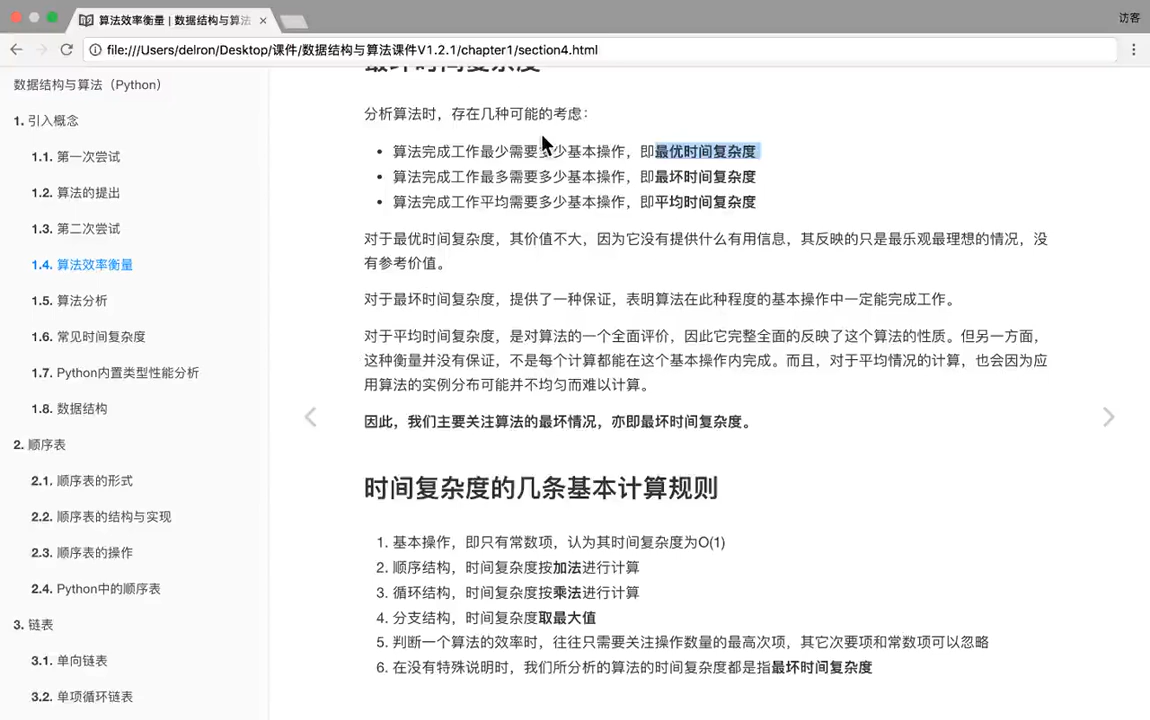 算法效率衡量 | 数据结构与算法
访客
file:///Users/delron/Desktop/课件/数据结构与算法课件V1.2.1/chapter1/section4.html
数据结构与算法（Python）
1. 引入概念
1.1. 第一次尝试
1.2. 算法的提出
1.3. 第二次尝试
1.4. 算法效率衡量
1.5. 算法分析
1.6. 常见时间复杂度
1.7. Python内置类型性能分析
1.8. 数据结构
2. 顺序表
2.1. 顺序表的形式
2.2. 顺序表的结构与实现
2.3. 顺序表的操作
2.4. Python中的顺序表
3. 链表
3.1. 单向链表
3.2. 单项循环链表
最坏时间复杂度
分析算法时，存在几种可能的考虑：
• 算法完成工作最少需要多少基本操作，即最优时间复杂度
• 算法完成工作最多需要多少基本操作，即最坏时间复杂度
• 算法完成工作平均需要多少基本操作，即平均时间复杂度
对于最优时间复杂度，其价值不大，因为它没有提供什么有用信息，其反映的只是最乐观最理想的情况，没
有参考价值。
对于最坏时间复杂度，提供了一种保证，表明算法在此种程度的基本操作中一定能完成工作。
对于平均时间复杂度，是对算法的一个全面评价，因此它完整全面的反映了这个算法的性质。但另一方面，
这种衡量并没有保证，不是每个计算都能在这个基本操作内完成。而且，对于平均情况的计算，也会因为应
用算法的实例分布可能并不均匀而难以计算。
因此，我们主要关注算法的最坏情况，亦即最坏时间复杂度。
时间复杂度的几条基本计算规则
1. 基本操作，即只有常数项，认为其时间复杂度为O(1)
2. 顺序结构，时间复杂度按加法进行计算
3. 循环结构，时间复杂度按乘法进行计算
4. 分支结构，时间复杂度取最大值
5. 判断一个算法的效率时，往往只需要关注操作数量的最高次项，其它次要项和常数项可以忽略
6. 在没有特殊说明时，我们所分析的算法的时间复杂度都是指最坏时间复杂度